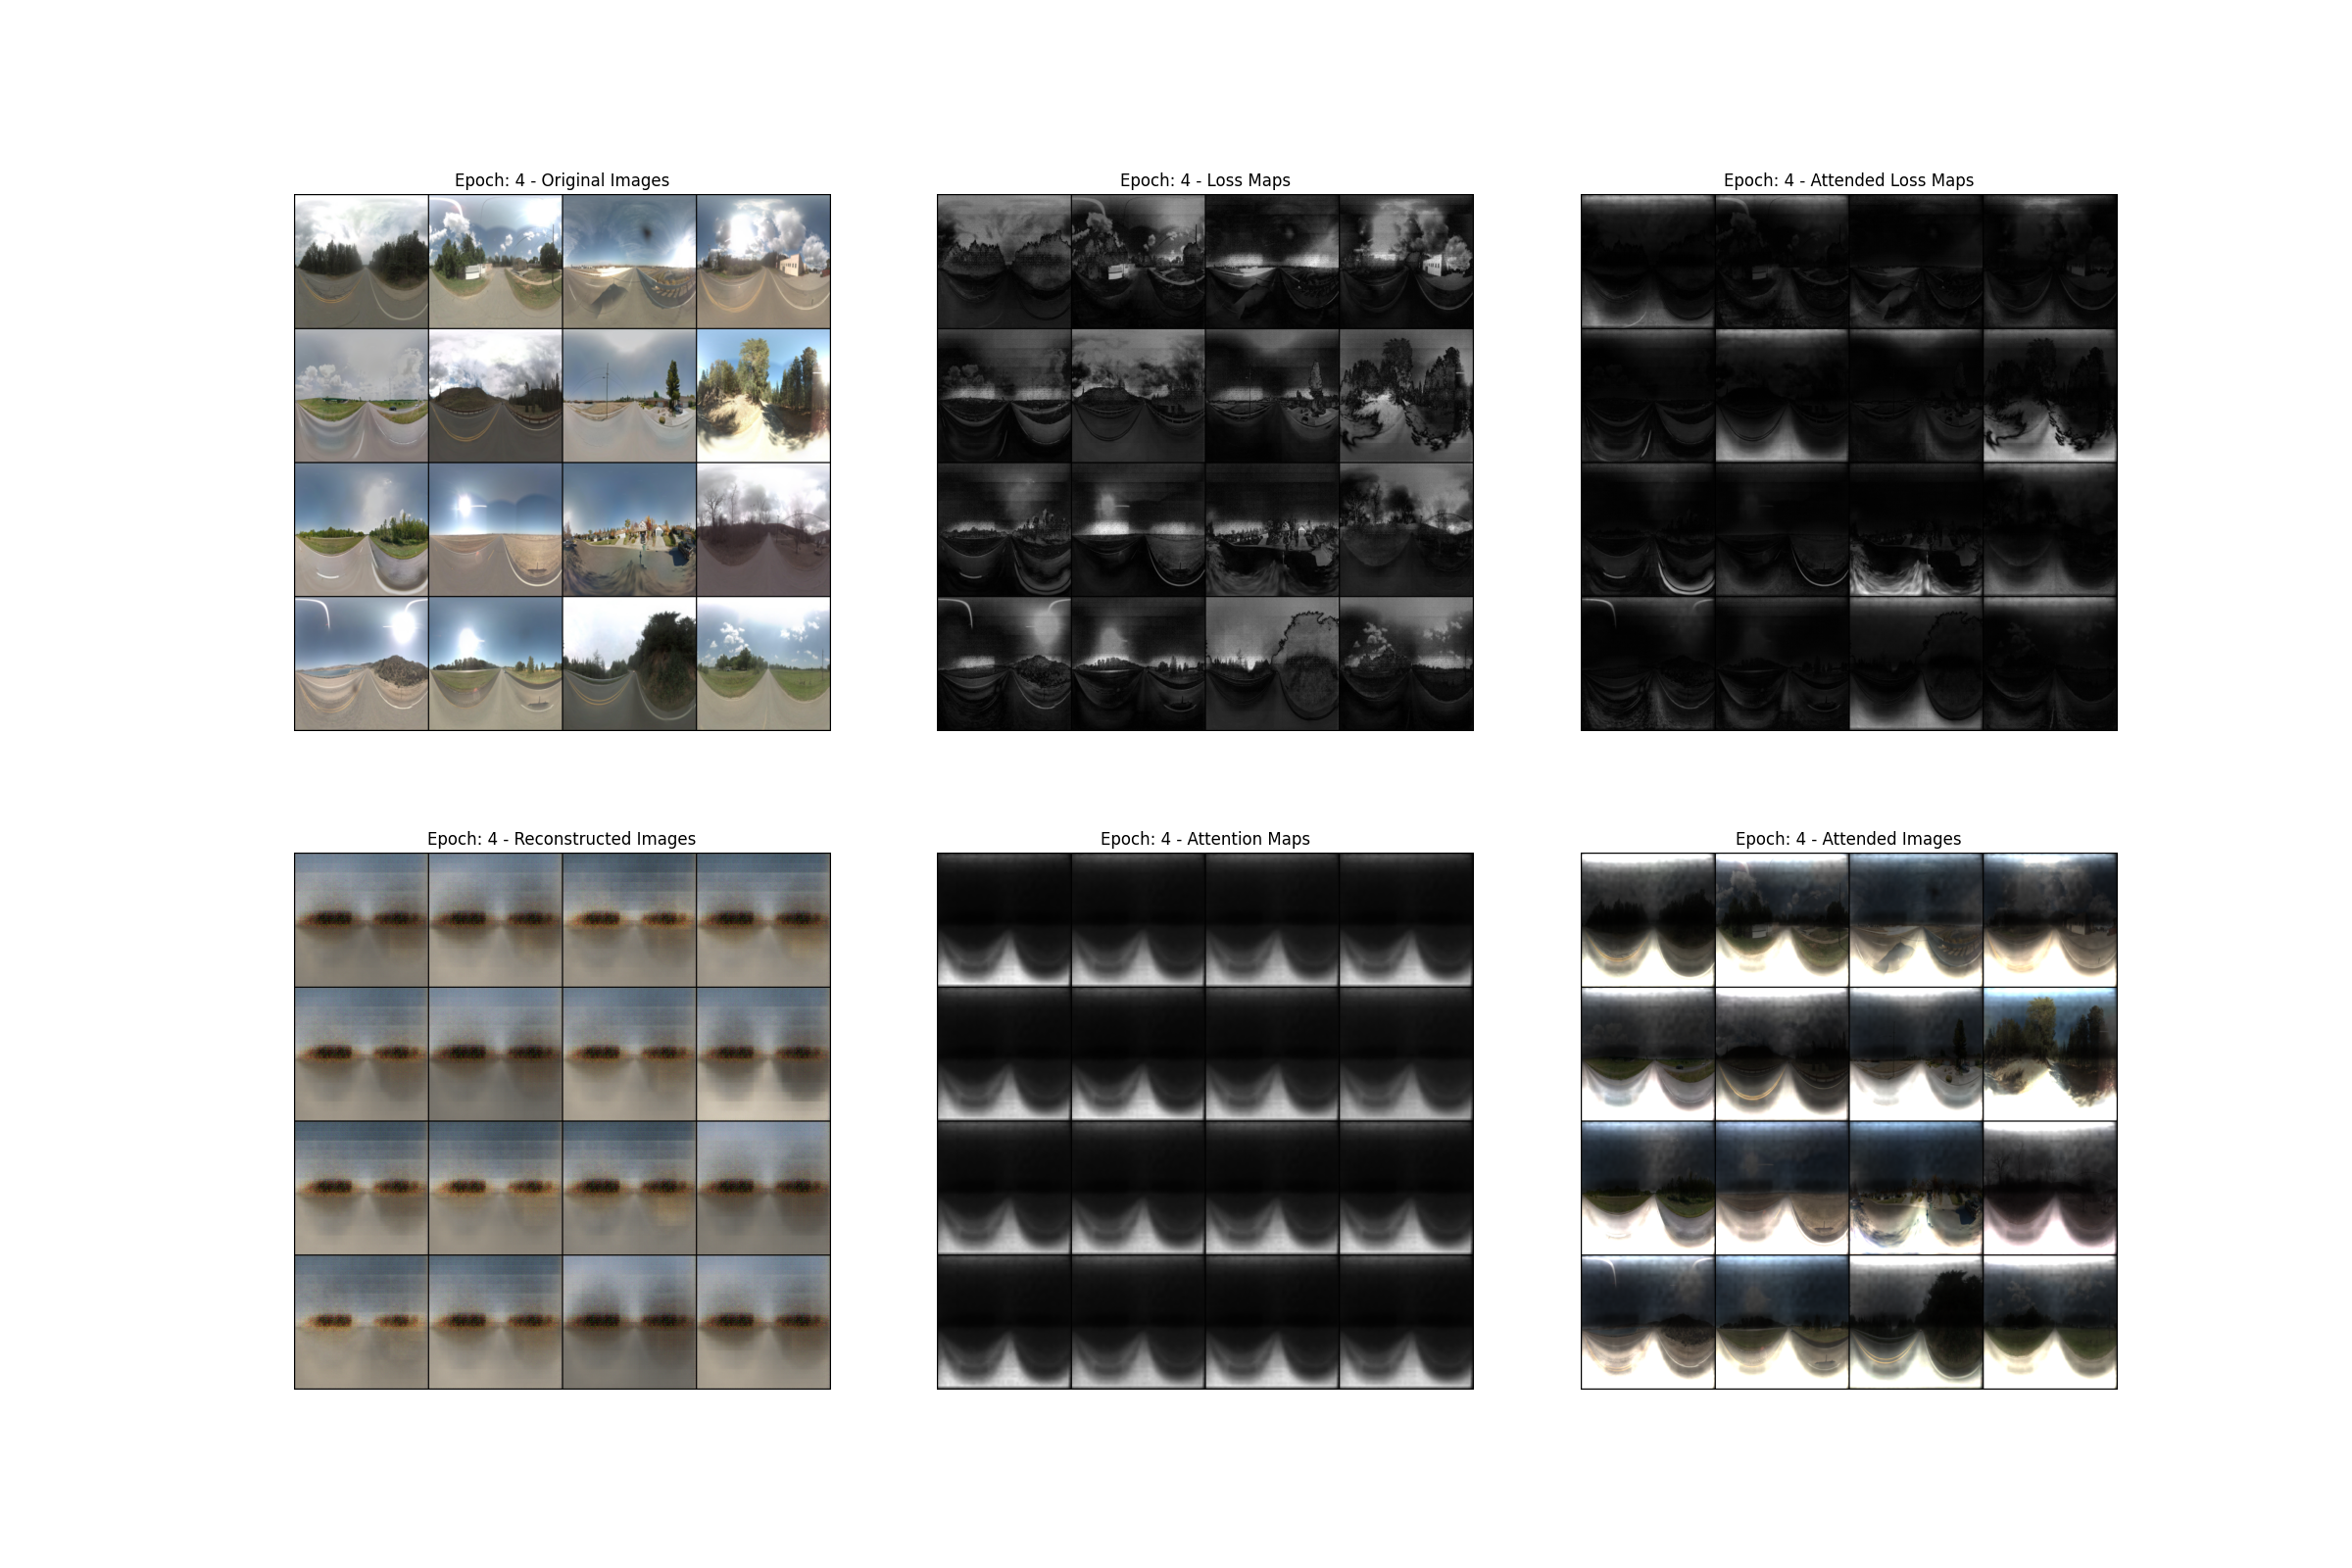 Epoch: 4 - Original Images
Epoch: 4 - Loss Maps
Epoch: 4 - Attended Loss Maps
Epoch: 4 - Reconstructed Images
Epoch: 4 - Attention Maps
Epoch: 4 - Attended Images